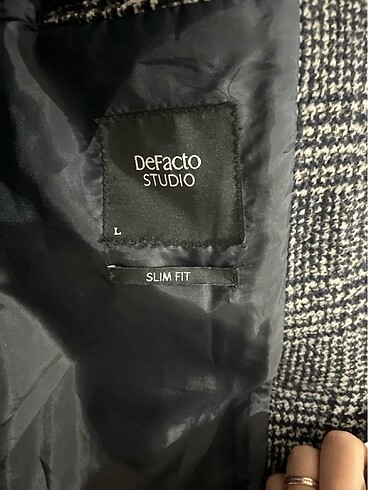 DeFacto
STUDIO
L
SLIM FIT